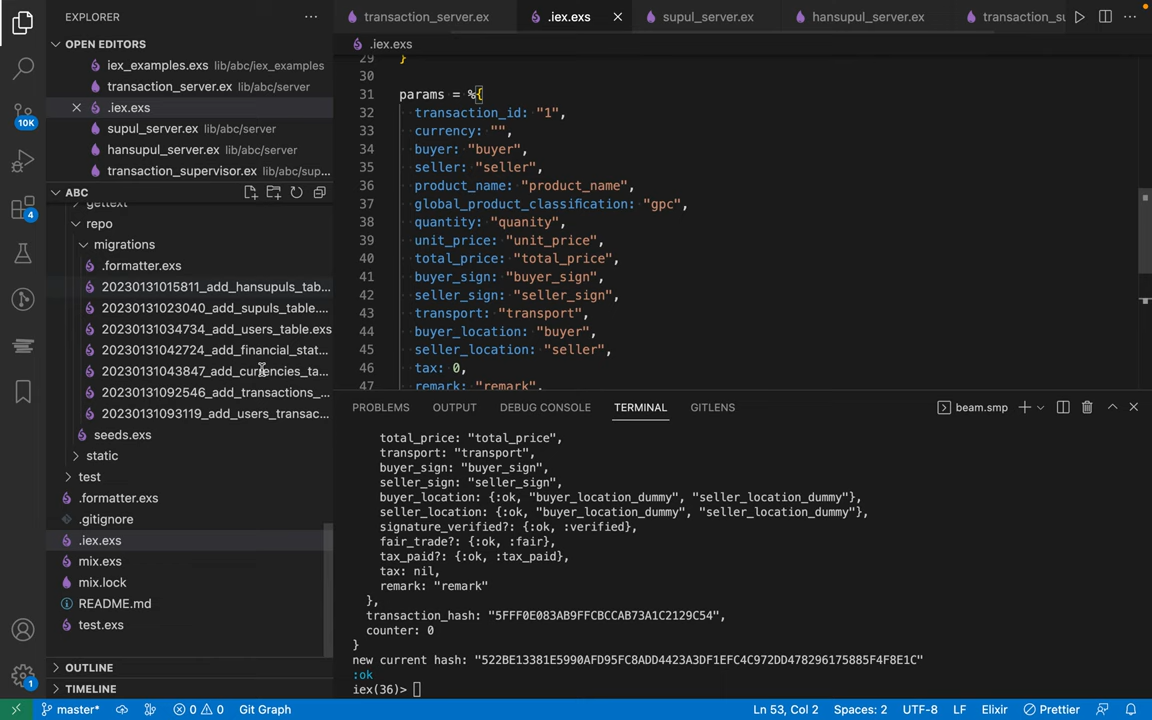 EXPLORER
OPEN EDITORS
iex_examples.exs lib/abc/iex_examples
transaction_server.ex lib/abc/server
.iex.exs
supul_server.ex lib/abc/server
hansupul_server.ex lib/abc/server
transaction_supervisor.ex lib/abc/sup...
ABC
gettext
repo
migrations
.formatter.exs
20230131015811_add_hansupuls_tab...
20230131023040_add_supuls_table....
20230131034734_add_users_table.exs
20230131042724_add_financial_stat...
20230131043847_add_currencies_ta...
20230131092546_add_transactions_...
20230131093119_add_users_transac...
seeds.exs
static
test
.formatter.exs
.gitignore
.iex.exs
mix.exs
mix.lock
README.md
test.exs
OUTLINE
TIMELINE
10K
4
1
transaction_server.ex
.iex.exs
supul_server.ex
hansupul_server.ex
transaction_su
.iex.exs
29 }
30
31 params = %{
32 transaction_id: "1",
33 currency: "",
34 buyer: "buyer",
35 seller: "seller",
36 product_name: "product_name",
37 global_product_classification: "gpc",
38 quantity: "quanity",
39 unit_price: "unit_price",
40 total_price: "total_price",
41 buyer_sign: "buyer_sign",
42 seller_sign: "seller_sign",
43 transport: "transport",
44 buyer_location: "buyer",
45 seller_location: "seller",
46 tax: 0,
47 remark: "remark",
PROBLEMS OUTPUT DEBUG CONSOLE TERMINAL GITLENS
beam.smp
total_price: "total_price",
transport: "transport",
buyer_sign: "buyer_sign",
seller_sign: "seller_sign",
buyer_location: {:ok, "buyer_location_dummy", "seller_location_dummy"},
seller_location: {:ok, "buyer_location_dummy", "seller_location_dummy"},
signature_verified?: {:ok, :verified},
fair_trade?: {:ok, :fair},
tax_paid?: {:ok, :tax_paid},
tax: nil,
remark: "remark"
},
transaction_hash: "5FFF0E083AB9FFCBCCAB73A1C2129C54",
counter: 0
}
new current hash: "522BE13381E5990AFD95FC8ADD4423A3DF1EFC4C972DD478296175885F4F8E1C"
:ok
iex(36)>
master* 0 0 Git Graph Ln 53, Col 2 Spaces: 2 UTF-8 LF Elixir Prettier